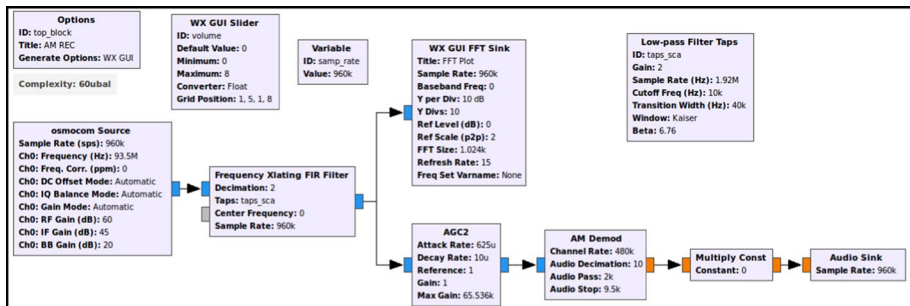 Options
ID: top_block
Title: AM REC
Generate Options: WX GUI
Complexity: 60ubal
WX GUI Slider
ID: volume
Default Value: 0
Minimum: 0
Maximum: 8
Converter: Float
Grid Position: 1, 5, 1, 8
Variable
ID: samp_rate
Value: 960k
WX GUI FFT Sink
Title: FFT Plot
Sample Rate: 960k
Baseband Freq: 0
Y per Div: 10 dB
Y Divs: 10
Ref Level (dB): 0
Ref Scale (p2p): 2
FFT Size: 1.024k
Refresh Rate: 15
Freq Set Varname: None
Low-pass Filter Taps
ID: taps_sca
Gain: 2
Sample Rate (Hz): 1.92M
Cutoff Freq (Hz): 10k
Transition Width (Hz): 40k
Window: Kaiser
Beta: 6.76
osmocom Source
Sample Rate (sps): 960k
Ch0: Frequency (Hz): 93.5M
Ch0: Freq. Corr. (ppm): 0
Ch0: DC Offset Mode: Automatic
Ch0: IQ Balance Mode: Automatic
Ch0: Gain Mode: Automatic
Ch0: RF Gain (dB): 60
Ch0: IF Gain (dB): 45
Ch0: BB Gain (dB): 20
Frequency Xlating FIR Filter
Decimation: 2
Taps: taps_sca
Center Frequency: 0
Sample Rate: 960k
AGC2
Attack Rate: 625u
Decay Rate: 10u
Reference: 1
Gain: 1
Max Gain: 65.536k
AM Demod
Channel Rate: 480k
Audio Decimation: 10
Audio Pass: 2k
Audio Stop: 9.5k
Multiply Const
Constant: 0
Audio Sink
Sample Rate: 960k